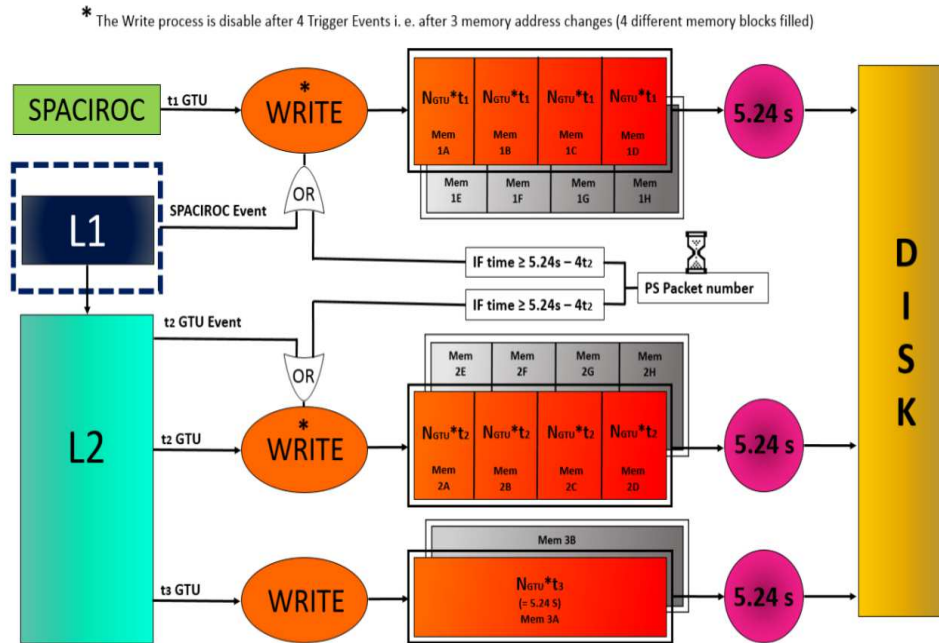 * The Write process is disable after 4 Trigger Events i. e. after 3 memory address changes (4 different memory blocks filled)
SPACIROC
t1 GTU
* WRITE
NGTU*t1 NGTU*t1 NGTU*t1 NGTU*t1
Mem 1A
Mem 1B
Mem 1C
Mem 1D
Mem 1E
Mem 1F
Mem 1G
Mem 1H
5.24 s
OR
L1
SPACIROC Event
IF time ≥ 5.24s – 4t2
PS Packet number
IF time ≥ 5.24s – 4t2
t2 GTU Event
OR
L2
t2 GTU
* WRITE
Mem 2E
Mem 2F
Mem 2G
Mem 2H
NGTU*t2 NGTU*t2 NGTU*t2 NGTU*t2
Mem 2A
Mem 2B
Mem 2C
Mem 2D
5.24 s
t3 GTU
WRITE
Mem 3B
NGTU*t3
(= 5.24 S)
Mem 3A
5.24 s
D
I
S
K